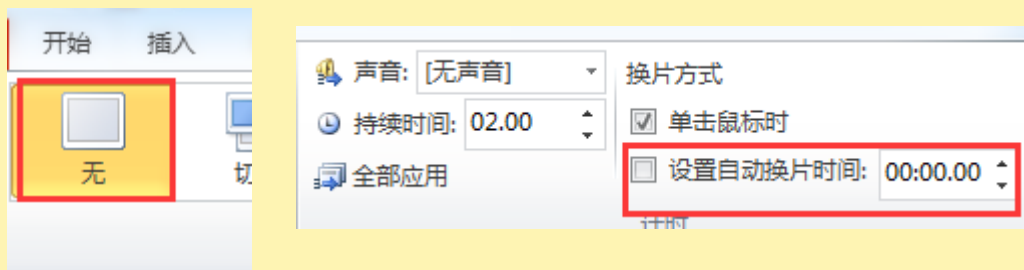 开始 插入
无
声音: [无声音]
换片方式
持续时间: 02.00
单击鼠标时
全部应用
设置自动换片时间: 00:00.00
计时